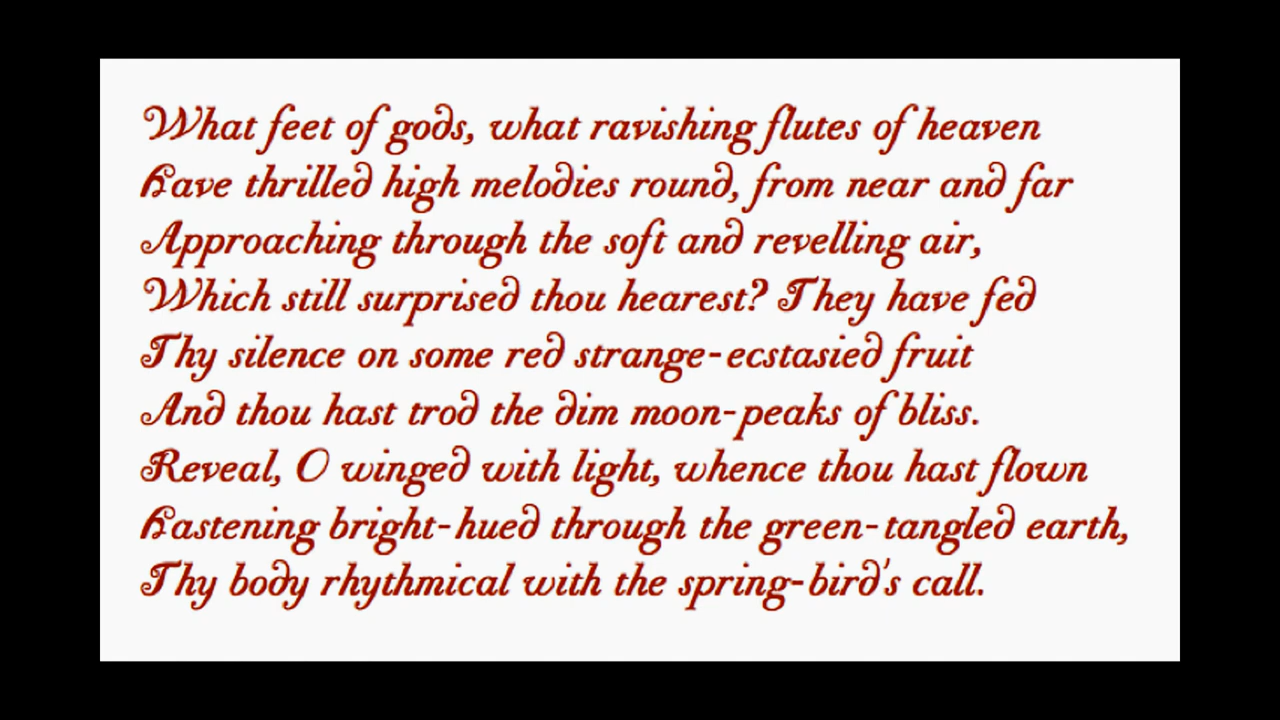 What feet of gods, what ravishing flutes of heaven
Have thrilled high melodies round, from near and far
Approaching through the soft and revelling air,
Which still surprised thou hearest? They have fed
Thy silence on some red strange-ecstasied fruit
And thou hast trod the dim moon-peaks of bliss.
Reveal, O winged with light, whence thou hast flown
Hastening bright-hued through the green-tangled earth,
Thy body rhythmical with the spring-bird's call.